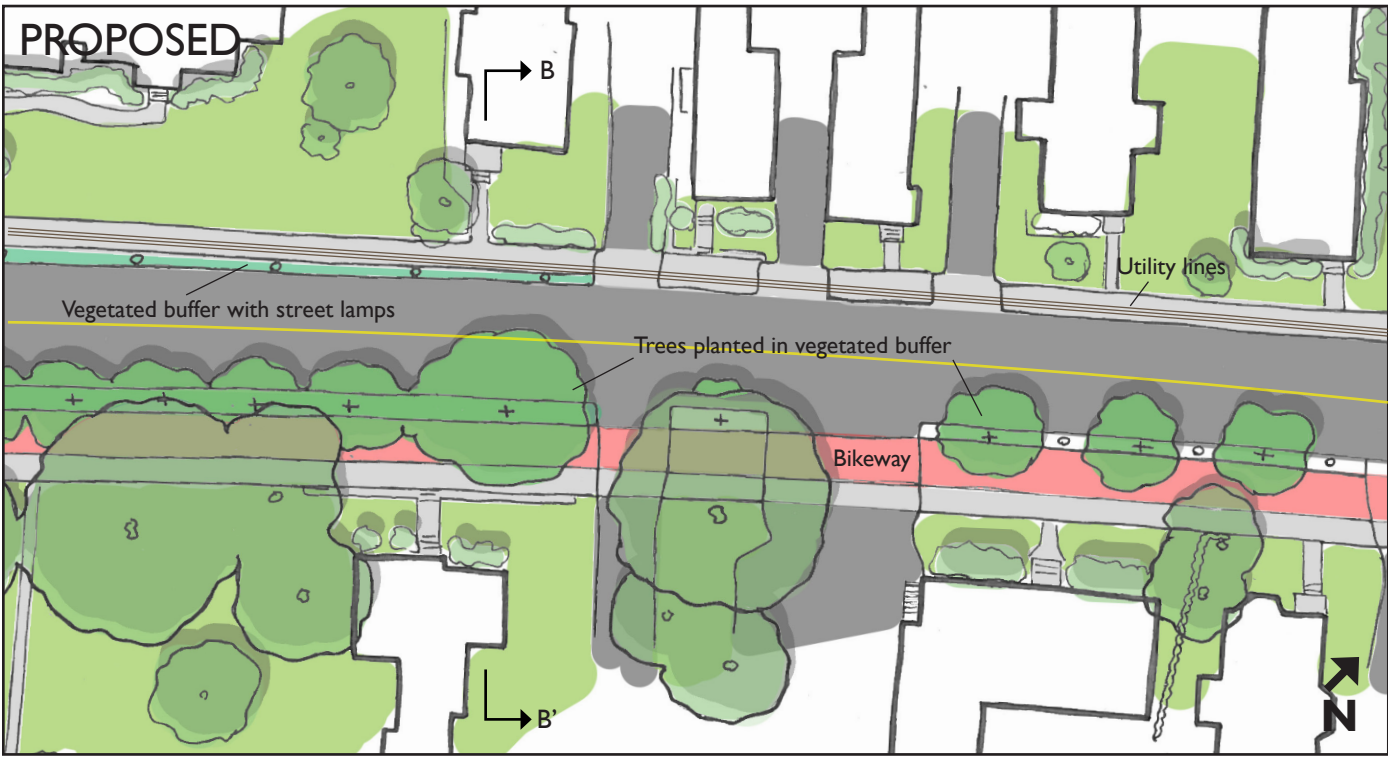 PROPOSED
B
Utility lines
Vegetated buffer with street lamps
Trees planted in vegetated buffer
Bikeway
B'
N